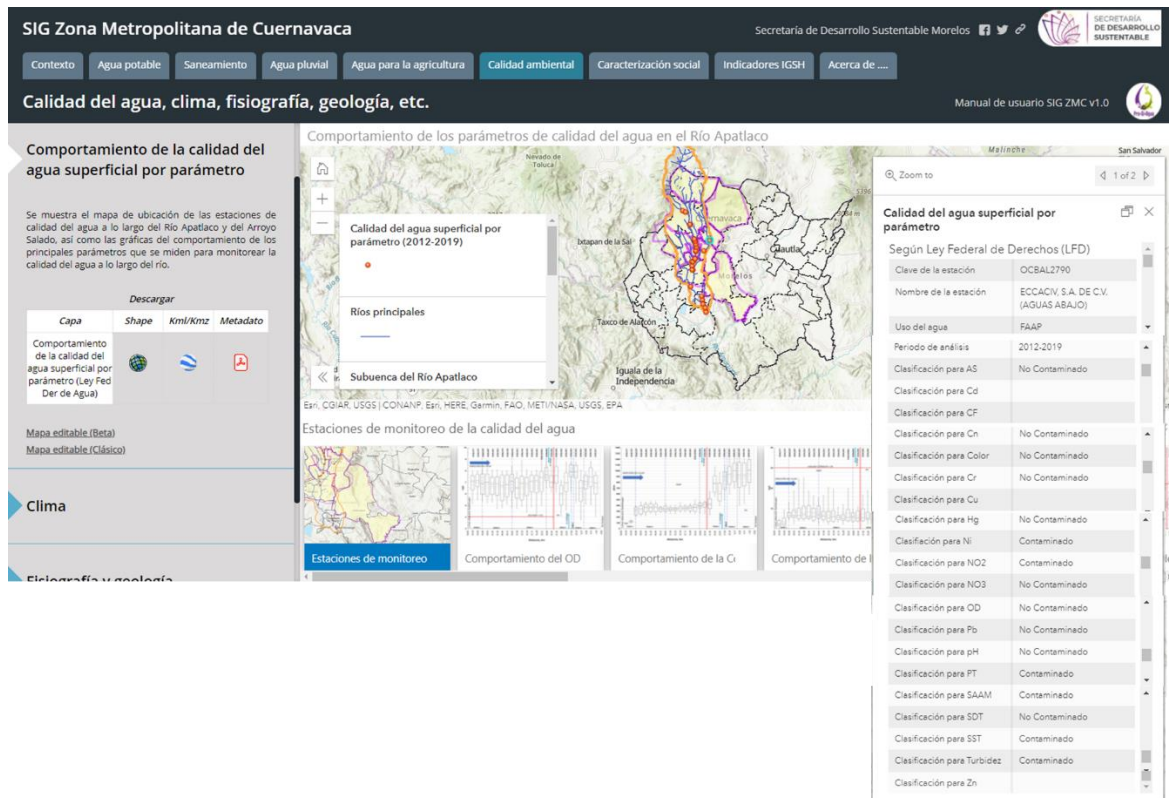 SIG Zona Metropolitana de Cuernavaca
Secretaría de Desarrollo Sustentable Morelos
SECRETARÍA
DE DESARROLLO
SUSTENTABLE
Contexto
Agua potable
Saneamiento
Agua pluvial
Agua para la agricultura
Calidad ambiental
Caracterización social
Indicadores IGSH
Acerca de ....
Calidad del agua, clima, fisiografía, geología, etc.
Manual de usuario SIG ZMC v1.0
Comportamiento de la calidad del
agua superficial por parámetro
Se muestra el mapa de ubicación de las estaciones de
calidad del agua a lo largo del Río Apatlaco y del Arroyo
Salado, así como las gráficas del comportamiento de los
principales parámetros que se miden para monitorear la
calidad del agua a lo largo del río.
Descargar
Capa Shape Kml/Kmz Metadato
Comportamiento
de la calidad del
agua superficial por
parámetro (Ley Fed
Der de Agua)
Mapa editable (Beta)
Mapa editable (Clásico)
Clima
Fisiografía y geología
Comportamiento de los parámetros de calidad del agua en el Río Apatlaco
Nevado de
Toluca
Malinche
San Salvador
Calidad del agua superficial por
parámetro (2012-2019)
Ríos principales
Subuenca del Río Apatlaco
Ixtapan de la Sal
Cuautla
Morelos
Taxco de Alarcón
Iguala de la
Independencia
Esri, CGIAR, USGS | CONANP, Esri, HERE, Garmin, FAO, METI/NASA, USGS, EPA
Estaciones de monitoreo de la calidad del agua
Estaciones de monitoreo
Comportamiento del OD
Comportamiento de la
Comportamiento de
Zoom to
1 of 2
Calidad del agua superficial por
parámetro
Según Ley Federal de Derechos (LFD)
Clave de la estación OCBAL2790
Nombre de la estación ECCACIV, S.A. DE C.V.
(AGUAS ABAJO)
Uso del agua FAAP
Periodo de análisis 2012-2019
Clasificación para AS No Contaminado
Clasificación para Cd
Clasificación para CF
Clasificación para Cn No Contaminado
Clasificación para Color No Contaminado
Clasificación para Cr No Contaminado
Clasificación para Cu
Clasificación para Hg No Contaminado
Clasifiación para Ni Contaminado
Clasificación para NO2 Contaminado
Clasificación para NO3 No Contaminado
Clasificación para OD No Contaminado
Clasificación para Pb No Contaminado
Clasificación para pH No Contaminado
Clasificación para PT Contaminado
Clasificación para SAAM Contaminado
Clasificación para SDT No Contaminado
Clasificación para SST Contaminado
Clasificación para Turbidez Contaminado
Clasificación para Zn